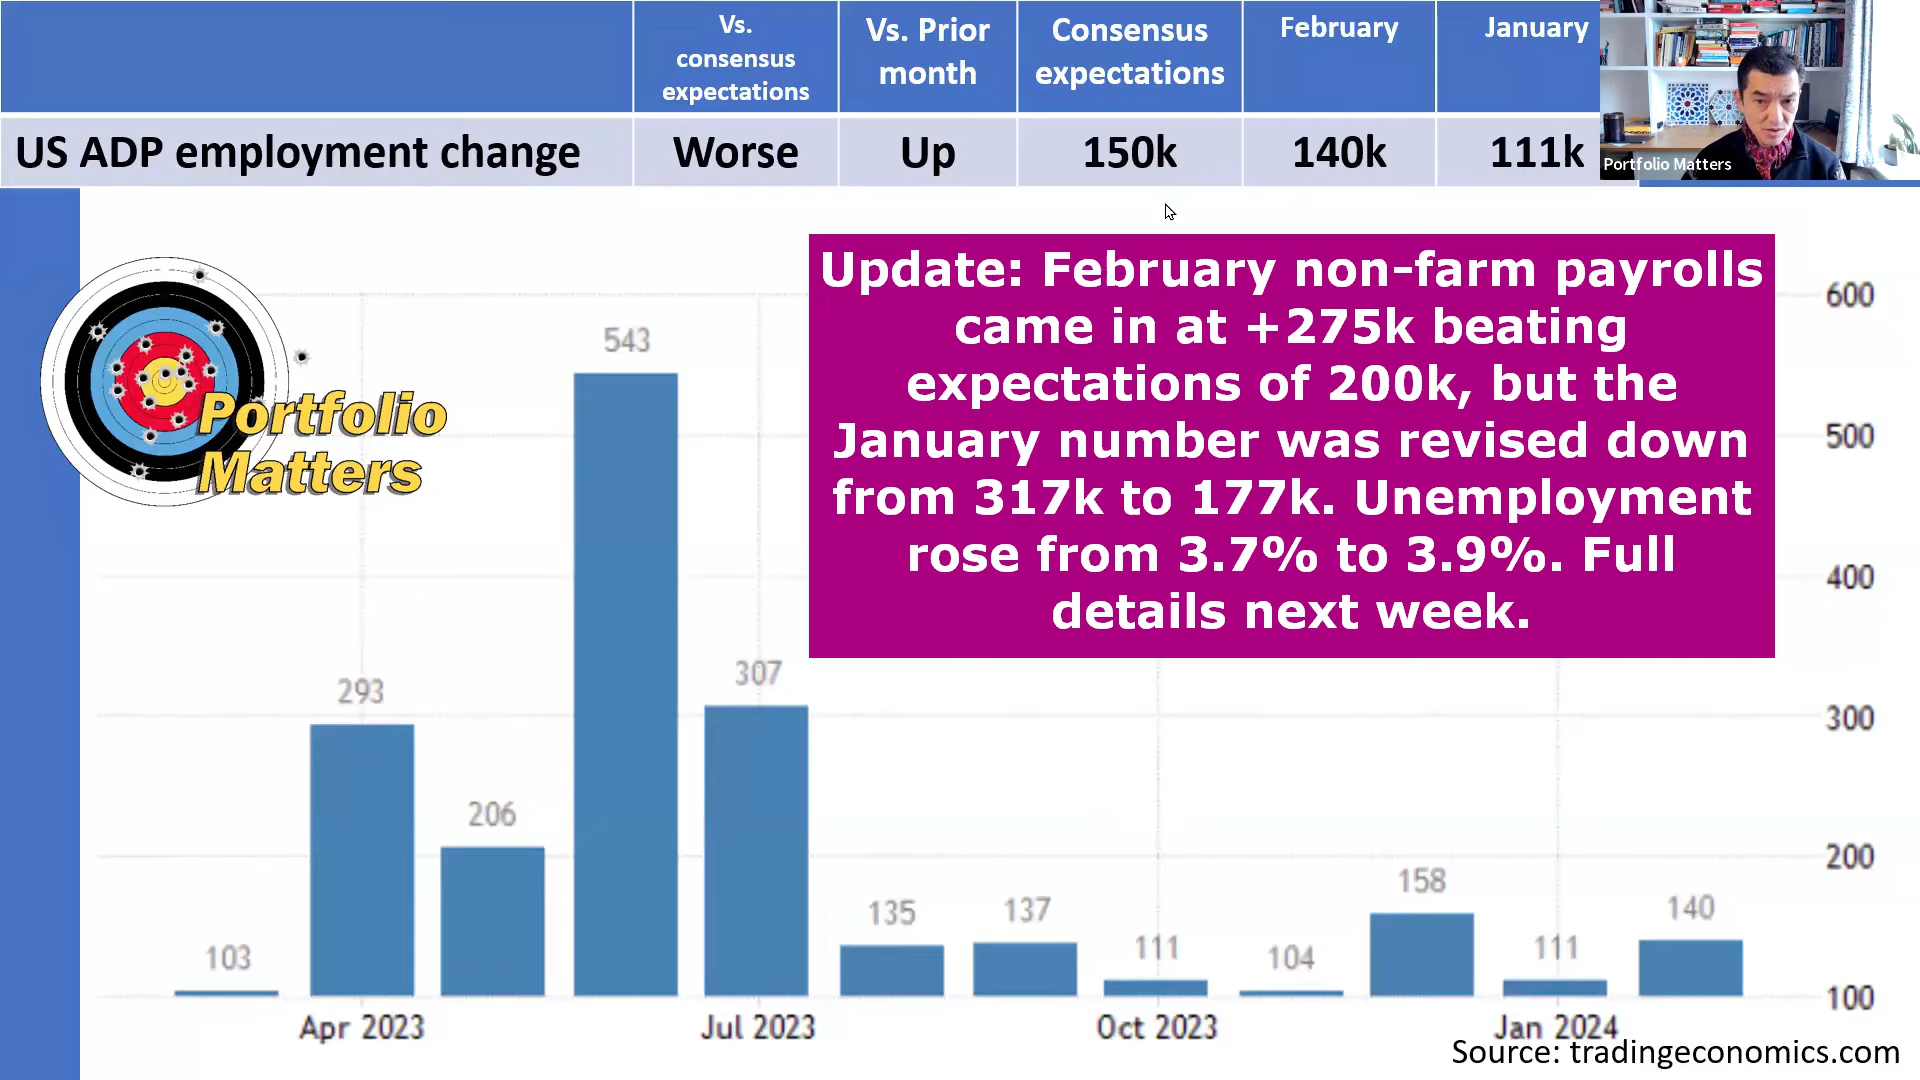 Vs.
consensus
expectations
Vs. Prior
month
Consensus
expectations
February
January
US ADP employment change
Worse
Up
150k
140k
111k
Portfolio Matters
Update: February non-farm payrolls
came in at +275k beating
expectations of 200k, but the
January number was revised down
from 317k to 177k. Unemployment
rose from 3.7% to 3.9%. Full
details next week.
Portfolio
Matters
600
500
400
300
200
100
103
293
206
543
307
135
137
111
104
158
111
140
Apr 2023
Jul 2023
Oct 2023
Jan 2024
Source: tradingeconomics.com